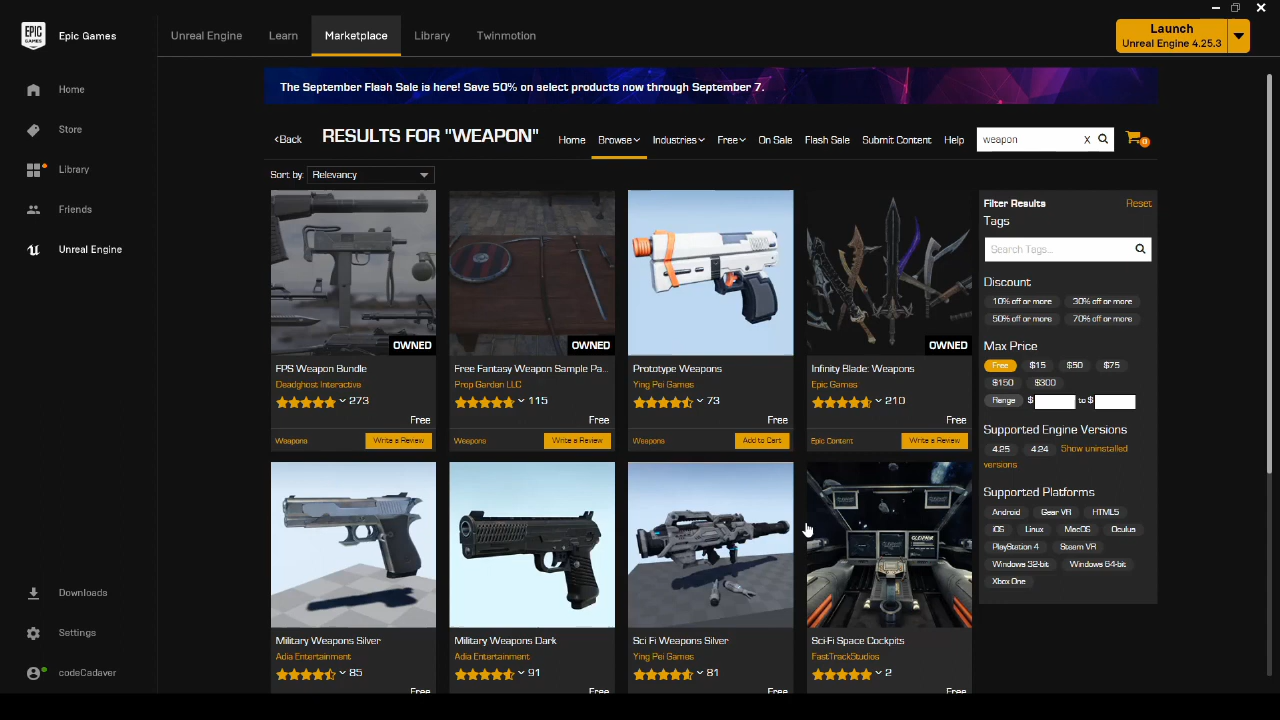 EPIC GAMES
Epic Games
Unreal Engine
Learn
Marketplace
Library
Twinmotion
Launch
Unreal Engine 4.25.3
Home
Store
Library
Friends
Unreal Engine
Downloads
Settings
codeCadaver
The September Flash Sale is here! Save 50% on select products now through September 7.
<Back
RESULTS FOR "WEAPON"
Home
Browse
Industries
Free
On Sale
Flash Sale
Submit Content
Help
weapon
X
0
Sort by:
Relevancy
OWNED
FPS Weapon Bundle
Deadghost Interactive
273
Free
Weapons
Write a Review
OWNED
Free Fantasy Weapon Sample Pa...
Prop Garden LLC
115
Free
Weapons
Write a Review
Prototype Weapons
Ying Pei Games
73
Free
Weapons
Add to Cart
OWNED
Infinity Blade: Weapons
Epic Games
210
Free
Epic Content
Write a Review
Military Weapons Silver
Adia Entertainment
85
Free
Military Weapons Dark
Adia Entertainment
91
Free
Sci Fi Weapons Silver
Ying Pei Games
81
Free
Sci-Fi Space Cockpits
FastTrackStudios
2
Free
Filter Results
Reset
Tags
Search Tags...
Discount
10% off or more
30% off or more
50% off or more
70% off or more
Max Price
Free
$15
$50
$75
$150
$300
Range
$
to $
Supported Engine Versions
4.25
4.24
Show uninstalled
versions
Supported Platforms
Android
Gear VR
HTML5
iOS
Linux
MacOS
Oculus
PlayStation 4
Steam VR
Windows 32-bit
Windows 64-bit
Xbox One